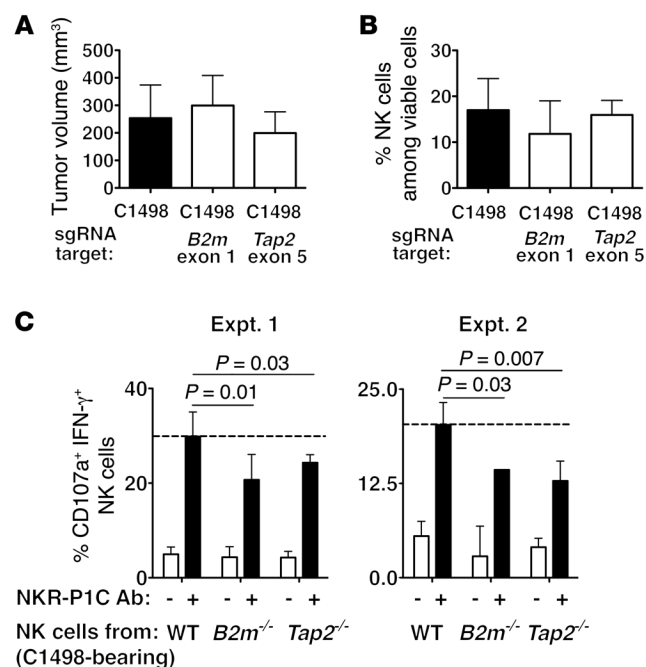 A
Tumor volume (mm³)
500
400
300
200
100
0
C1498 C1498 C1498
sgRNA target: B2m exon 1 Tap2 exon 5
B
% NK cells among viable cells
30
20
10
0
C1498 C1498 C1498
sgRNA target: B2m exon 1 Tap2 exon 5
C
Expt. 1
P = 0.03
P = 0.01
% CD107a⁺ IFN-γ⁺ NK cells
40
20
0
Expt. 2
P = 0.007
P = 0.03
25.0
12.5
0.0
NKR-P1C Ab: - + - + - + - + - + - +
NK cells from: WT B2m⁻/⁻ Tap2⁻/⁻ WT B2m⁻/⁻ Tap2⁻/⁻
(C1498-bearing)